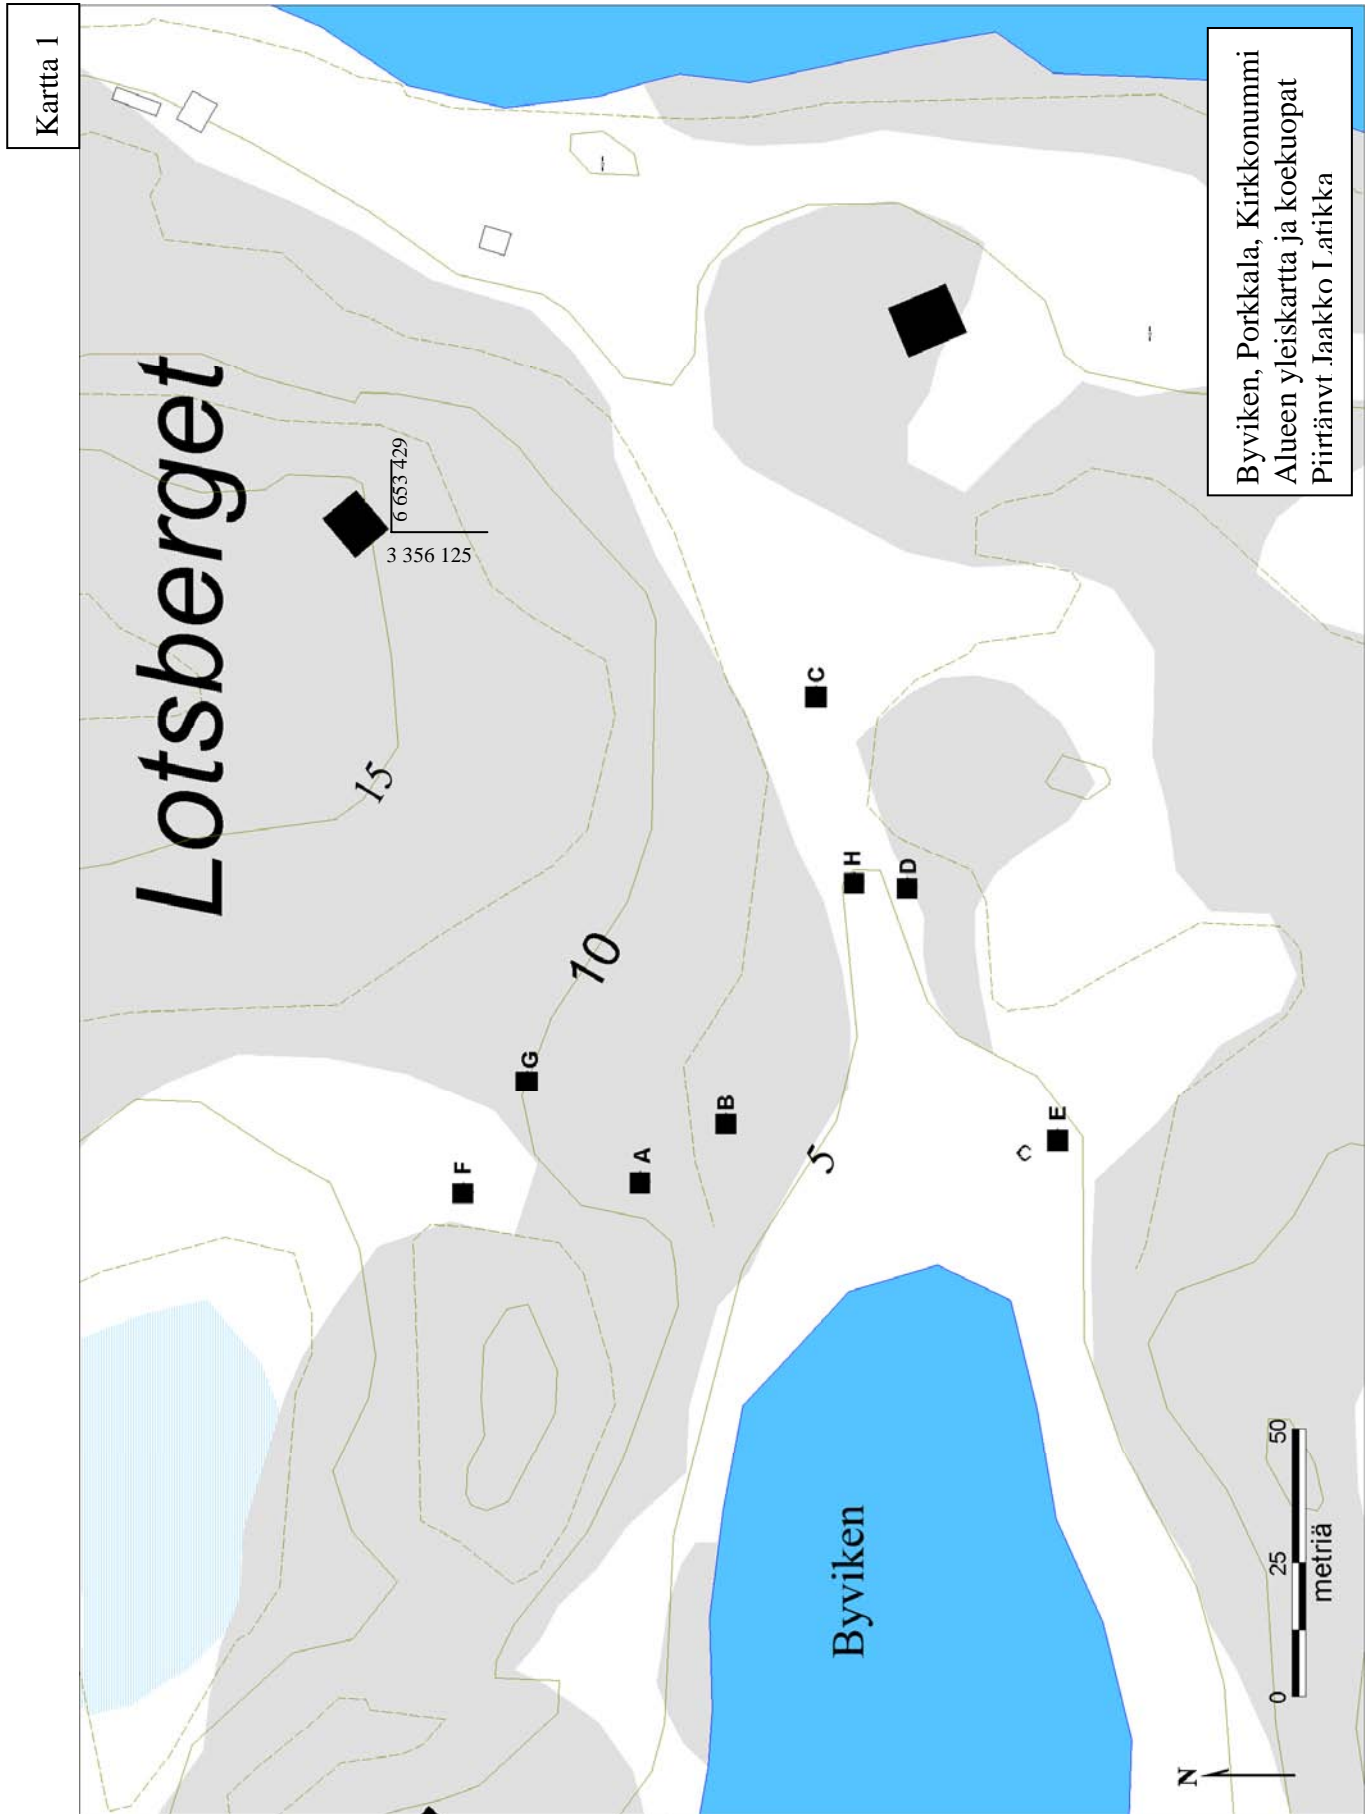 Kartta 1
Lotsberget
6 653 429
3 356 125
15
10
F
G
A
B
5
H
D
C
E
Byviken
N
0 25 50
metriä
Byviken, Porkkala, Kirkkonummi
Alueen yleiskartta ja koekuopat
Piirtänyt Jaakko Latikka